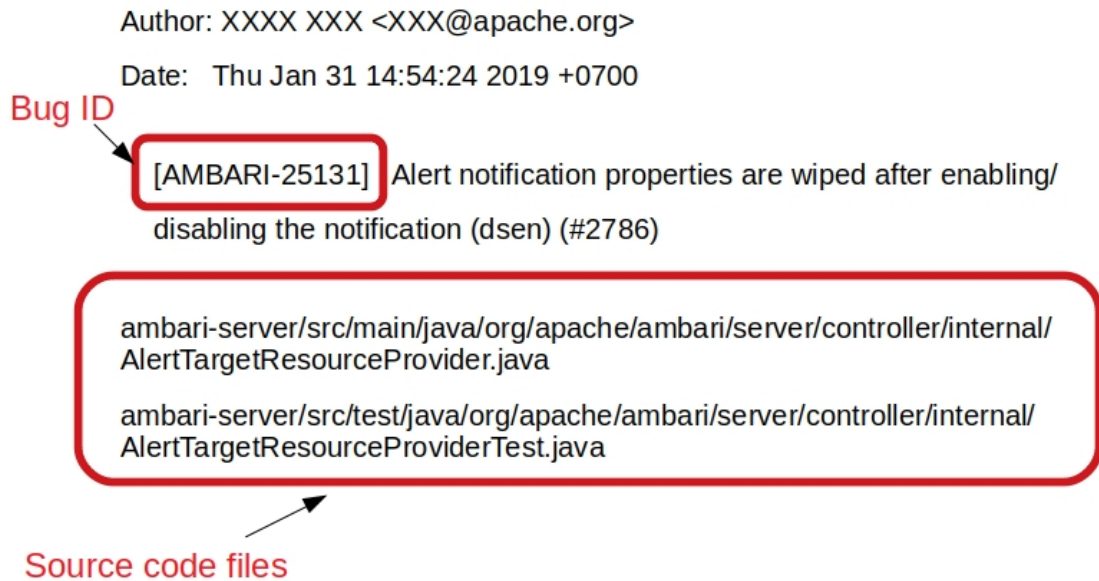 Author: XXXX XXX <XXX@apache.org>
Date: Thu Jan 31 14:54:24 2019 +0700
Bug ID
[AMBARI-25131] Alert notification properties are wiped after enabling/
disabling the notification (dsen) (#2786)
ambari-server/src/main/java/org/apache/ambari/server/controller/internal/
AlertTargetResourceProvider.java
ambari-server/src/test/java/org/apache/ambari/server/controller/internal/
AlertTargetResourceProviderTest.java
Source code files